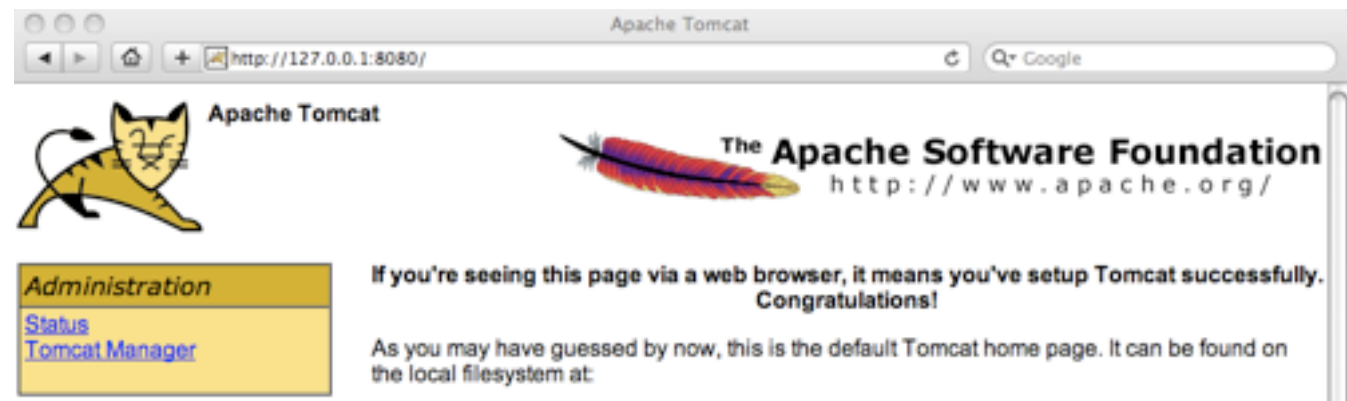 Apache Tomcat
http://127.0.0.1:8080/
Google
Apache Tomcat
The Apache Software Foundation
http://www.apache.org/
Administration
Status
Tomcat Manager
If you're seeing this page via a web browser, it means you've setup Tomcat successfully.
Congratulations!
As you may have guessed by now, this is the default Tomcat home page. It can be found on
the local filesystem at: